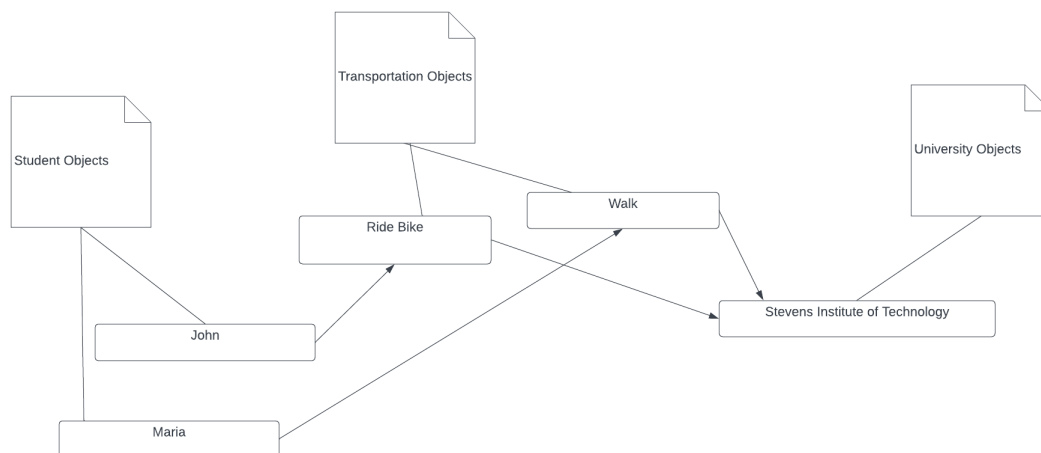 Transportation Objects
Student Objects
University Objects
Walk
Ride Bike
Stevens Institute of Technology
John
Maria